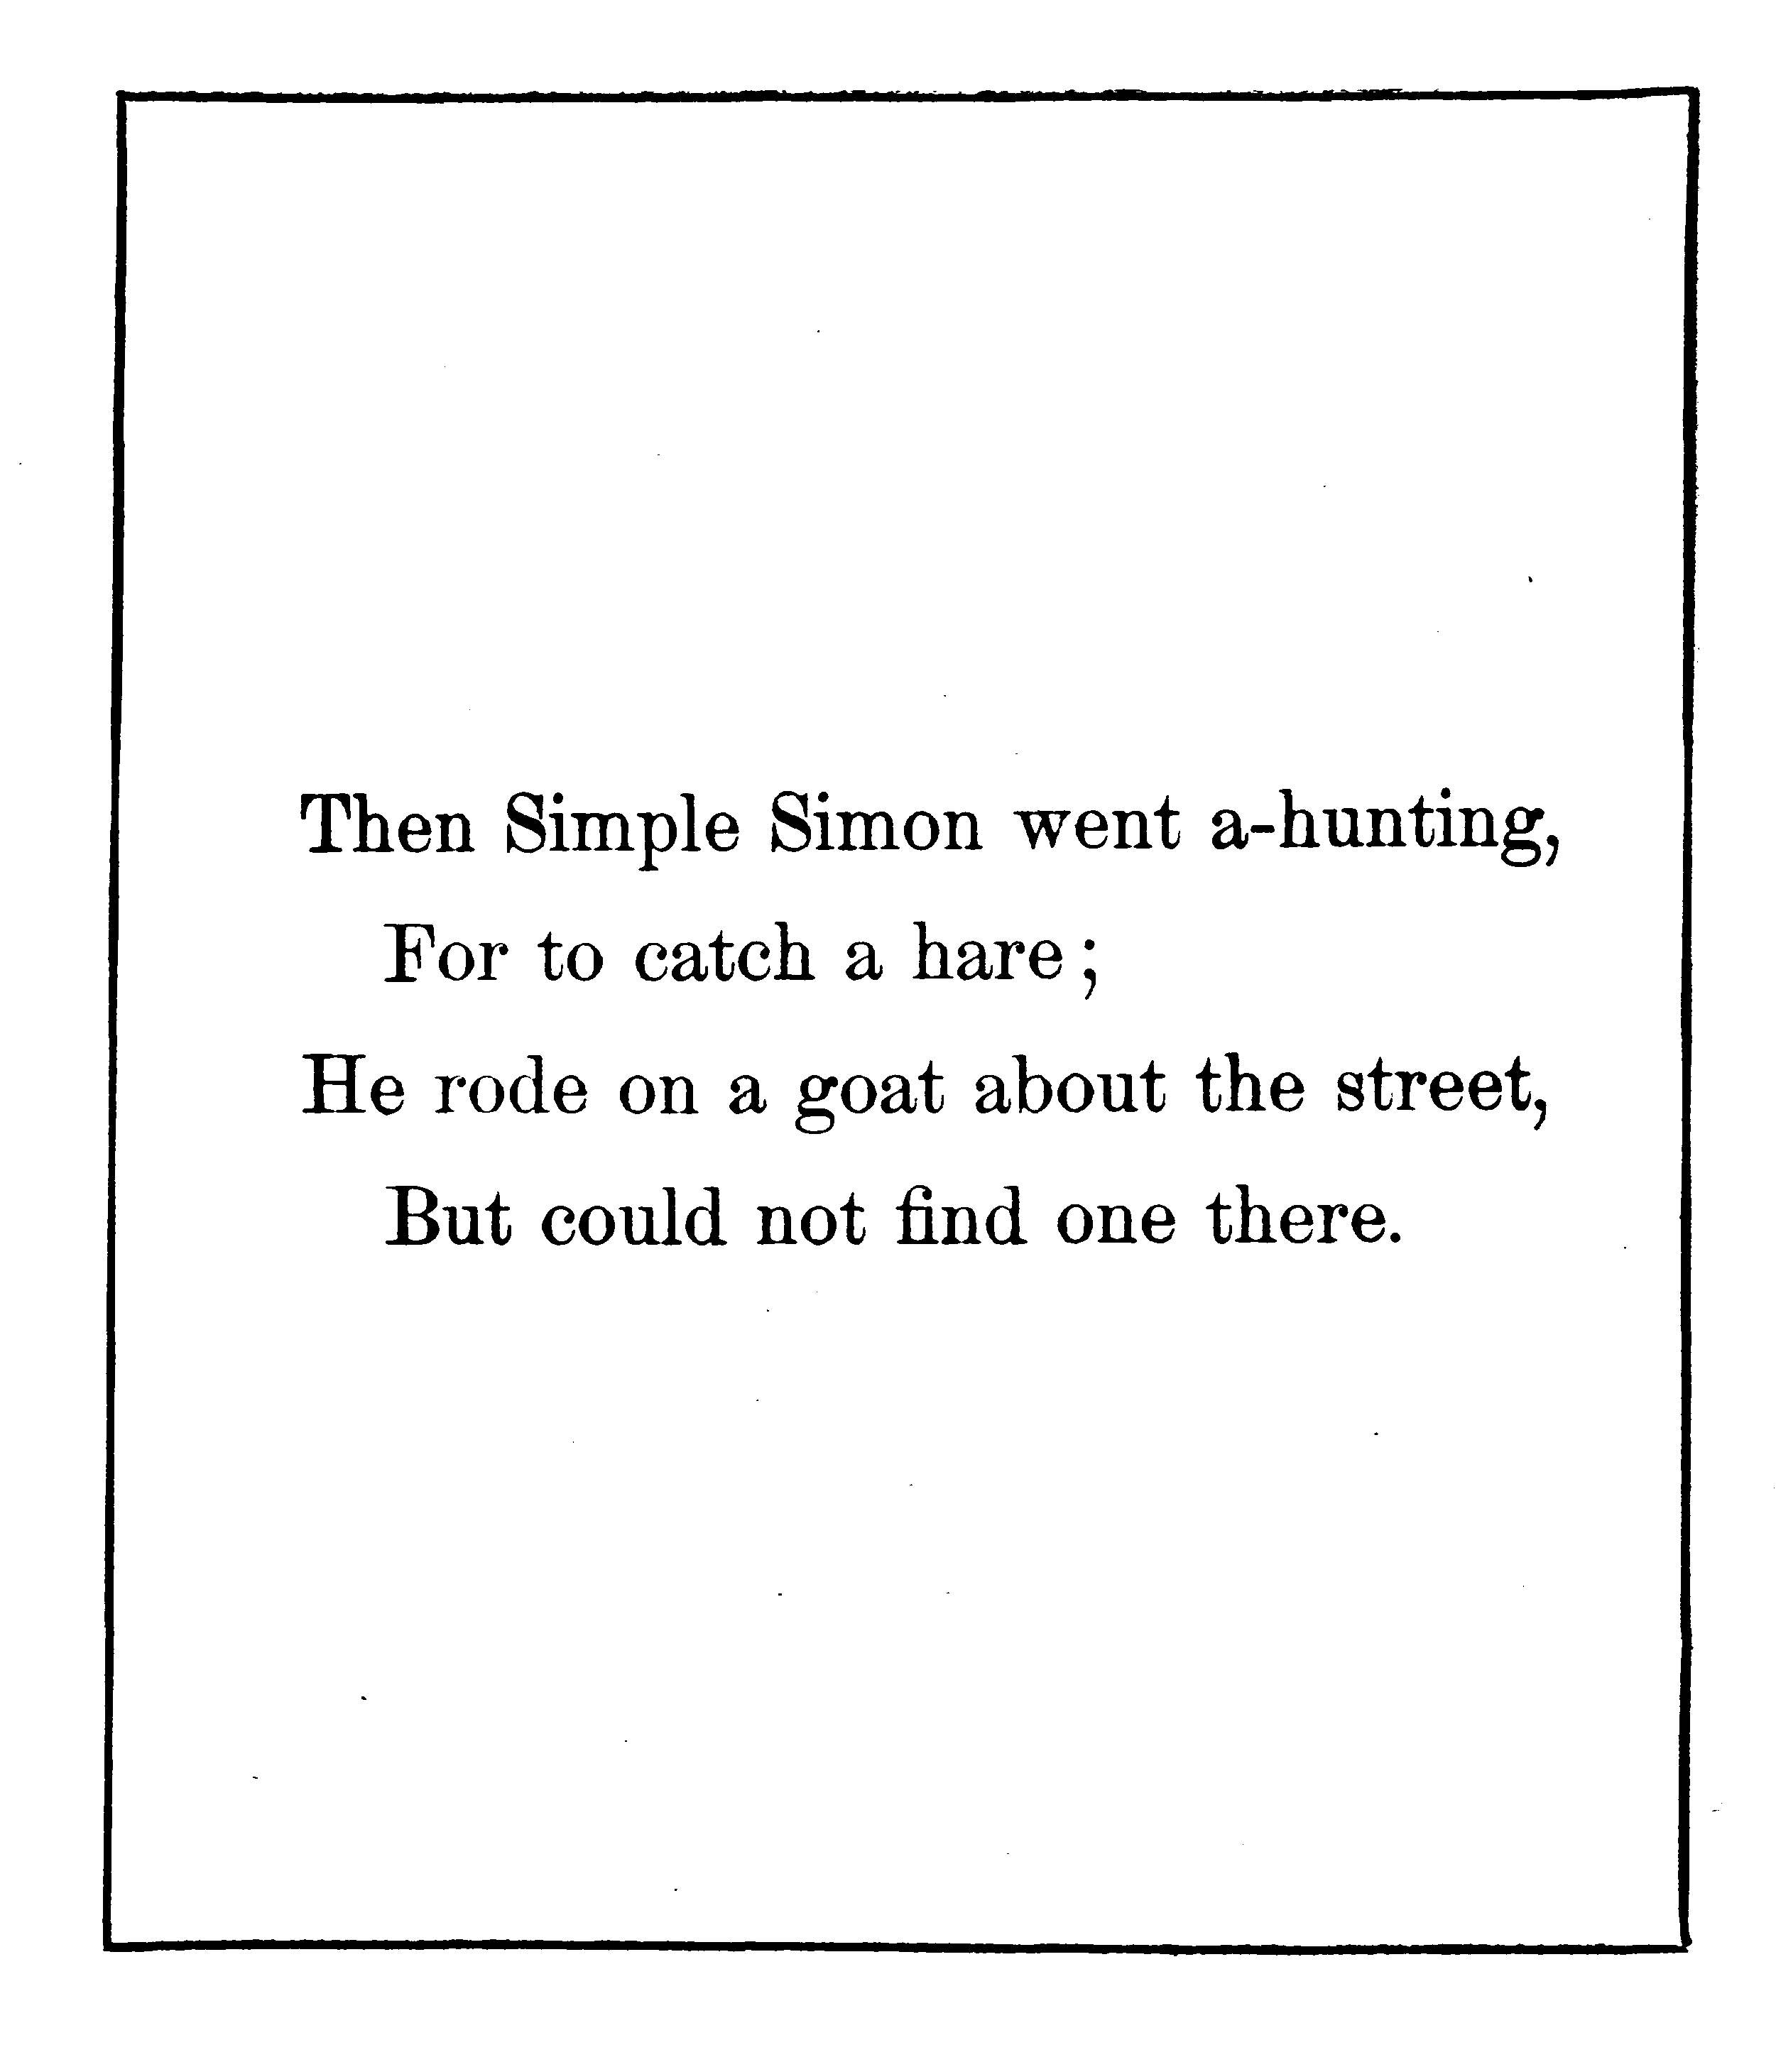 Then Simple Simon went a-hunting,
For to catch a hare;
He rode on a goat about the street,
But could not find one there.